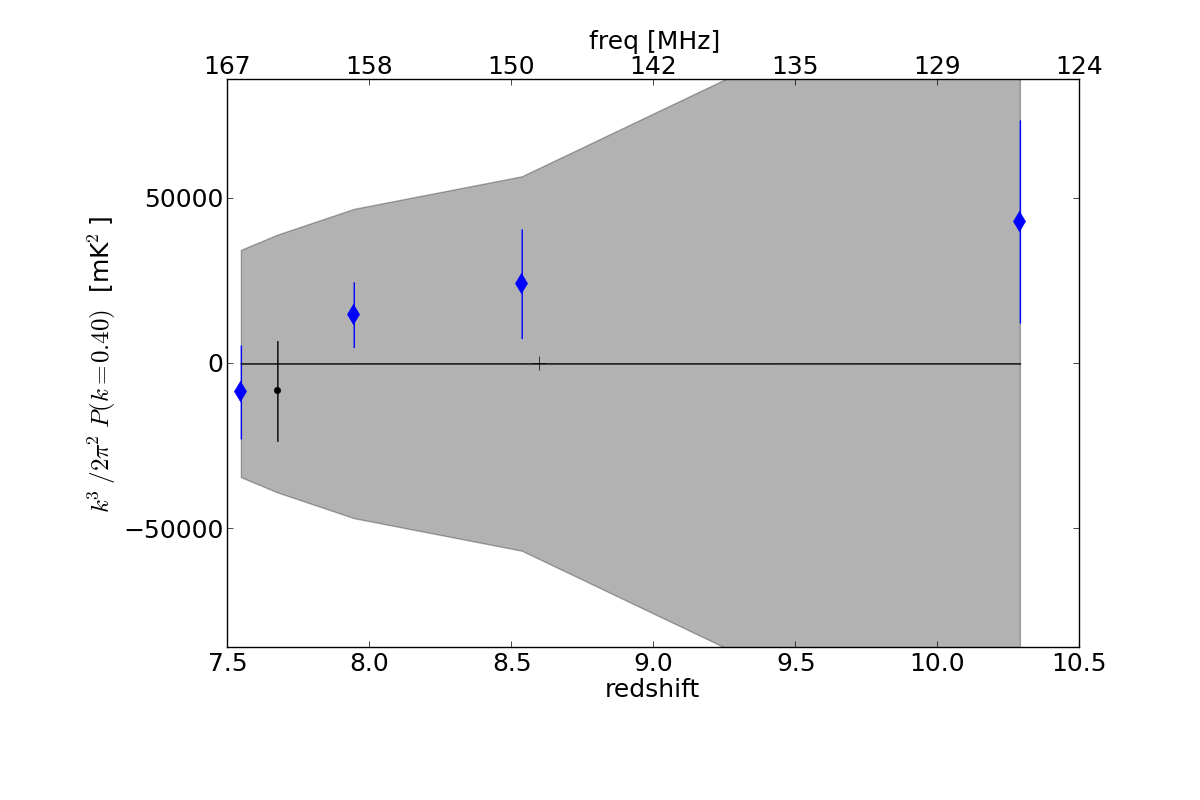 freq [MHz]
167 158 150 142 135 129 124
k³/2π² P(k=0.40) [mK²]
50000
0
−50000
7.5 8.0 8.5 9.0 9.5 10.0 10.5
redshift